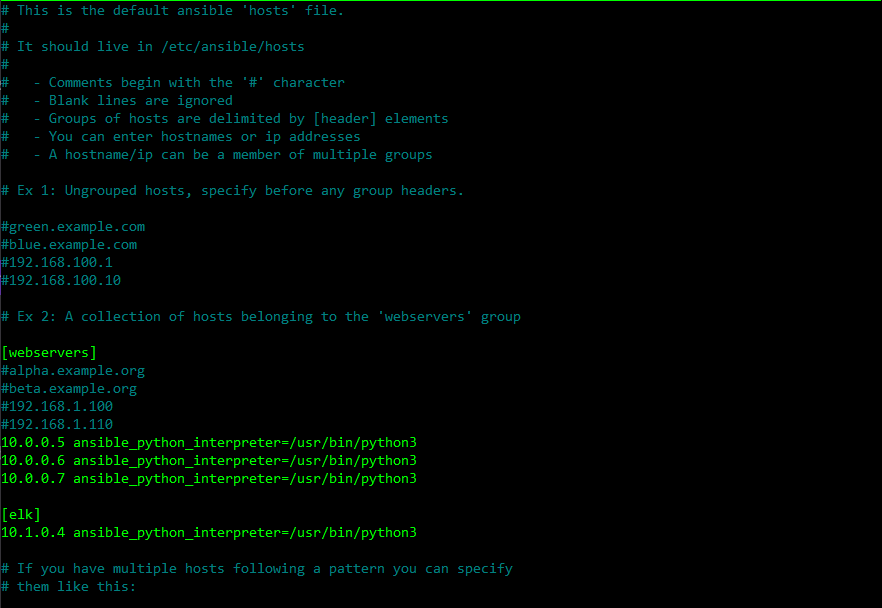 # This is the default ansible 'hosts' file.
#
# It should live in /etc/ansible/hosts
#
#   - Comments begin with the '#' character
#   - Blank lines are ignored
#   - Groups of hosts are delimited by [header] elements
#   - You can enter hostnames or ip addresses
#   - A hostname/ip can be a member of multiple groups

# Ex 1: Ungrouped hosts, specify before any group headers.

#green.example.com
#blue.example.com
#192.168.100.1
#192.168.100.10

# Ex 2: A collection of hosts belonging to the 'webservers' group

[webservers]
#alpha.example.org
#beta.example.org
#192.168.1.100
#192.168.1.110
10.0.0.5 ansible_python_interpreter=/usr/bin/python3
10.0.0.6 ansible_python_interpreter=/usr/bin/python3
10.0.0.7 ansible_python_interpreter=/usr/bin/python3

[elk]
10.1.0.4 ansible_python_interpreter=/usr/bin/python3

# If you have multiple hosts following a pattern you can specify
# them like this: